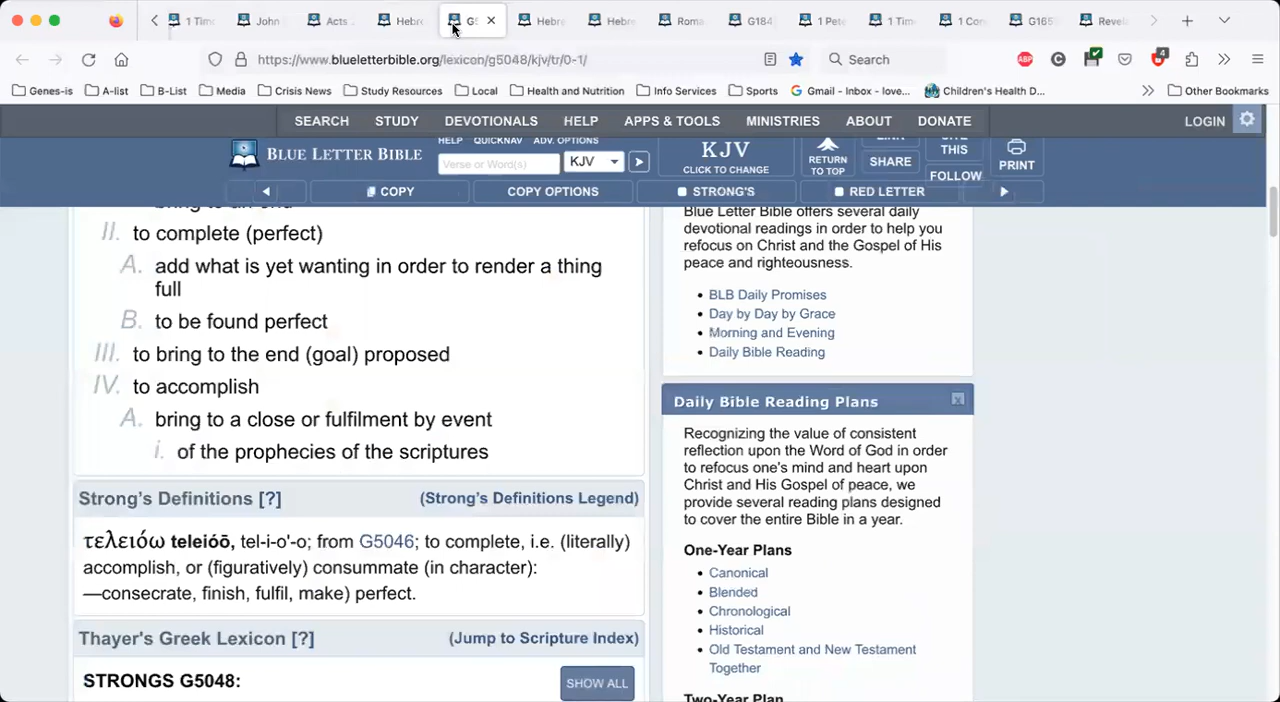 1 Tim
John
Acts
Hebre
G5
Hebre
Hebre
Roma
G184
1 Pete
1 Tim
1 Cor
G165
Revela
https://www.blueletterbible.org/lexicon/g5048/kjv/tr/0-1/
Search
ABP
4
Genes-is
A-list
B-List
Media
Crisis News
Study Resources
Local
Health and Nutrition
Info Services
Spots
Gmail - Inbox - love...
Children's Health D...
Other Bookmarks
SEARCH
STUDY
DEVOTIONALS
HELP
APPS & TOOLS
MINISTRIES
ABOUT
DONATE
LOGIN
BLUE LETTER BIBLE
HELP QUICKNAV ADV. OPTIONS
Verse or Word(s)
KJV
KJV
CLICK TO CHANGE
RETURN
TO TOP
LINK
SHARE
CITE
THIS
FOLLOW
PRINT
COPY
COPY OPTIONS
STRONG'S
RED LETTER
bring to an end
II. to complete (perfect)
A. add what is yet wanting in order to render a thing
full
B. to be found perfect
III. to bring to the end (goal) proposed
IV. to accomplish
A. bring to a close or fulfilment by event
i. of the prophecies of the scriptures
Strong's Definitions [?] (Strong's Definitions Legend)
τελειόω teleióō, tel-i-o'-o; from G5046; to complete, i.e. (literally)
accomplish, or (figuratively) consummate (in character):
—consecrate, finish, fulfil, make) perfect.
Thayer's Greek Lexicon [?] (Jump to Scripture Index)
STRONGS G5048:
SHOW ALL
Blue Letter Bible offers several daily
devotional readings in order to help you
refocus on Christ and the Gospel of His
peace and righteousness.
• BLB Daily Promises
• Day by Day by Grace
• Morning and Evening
• Daily Bible Reading
Daily Bible Reading Plans
x
Recognizing the value of consistent
reflection upon the Word of God in order
to refocus one's mind and heart upon
Christ and His Gospel of peace, we
provide several reading plans designed
to cover the entire Bible in a year.
One-Year Plans
• Canonical
• Blended
• Chronological
• Historical
• Old Testament and New Testament
Together
Two-Year Plan